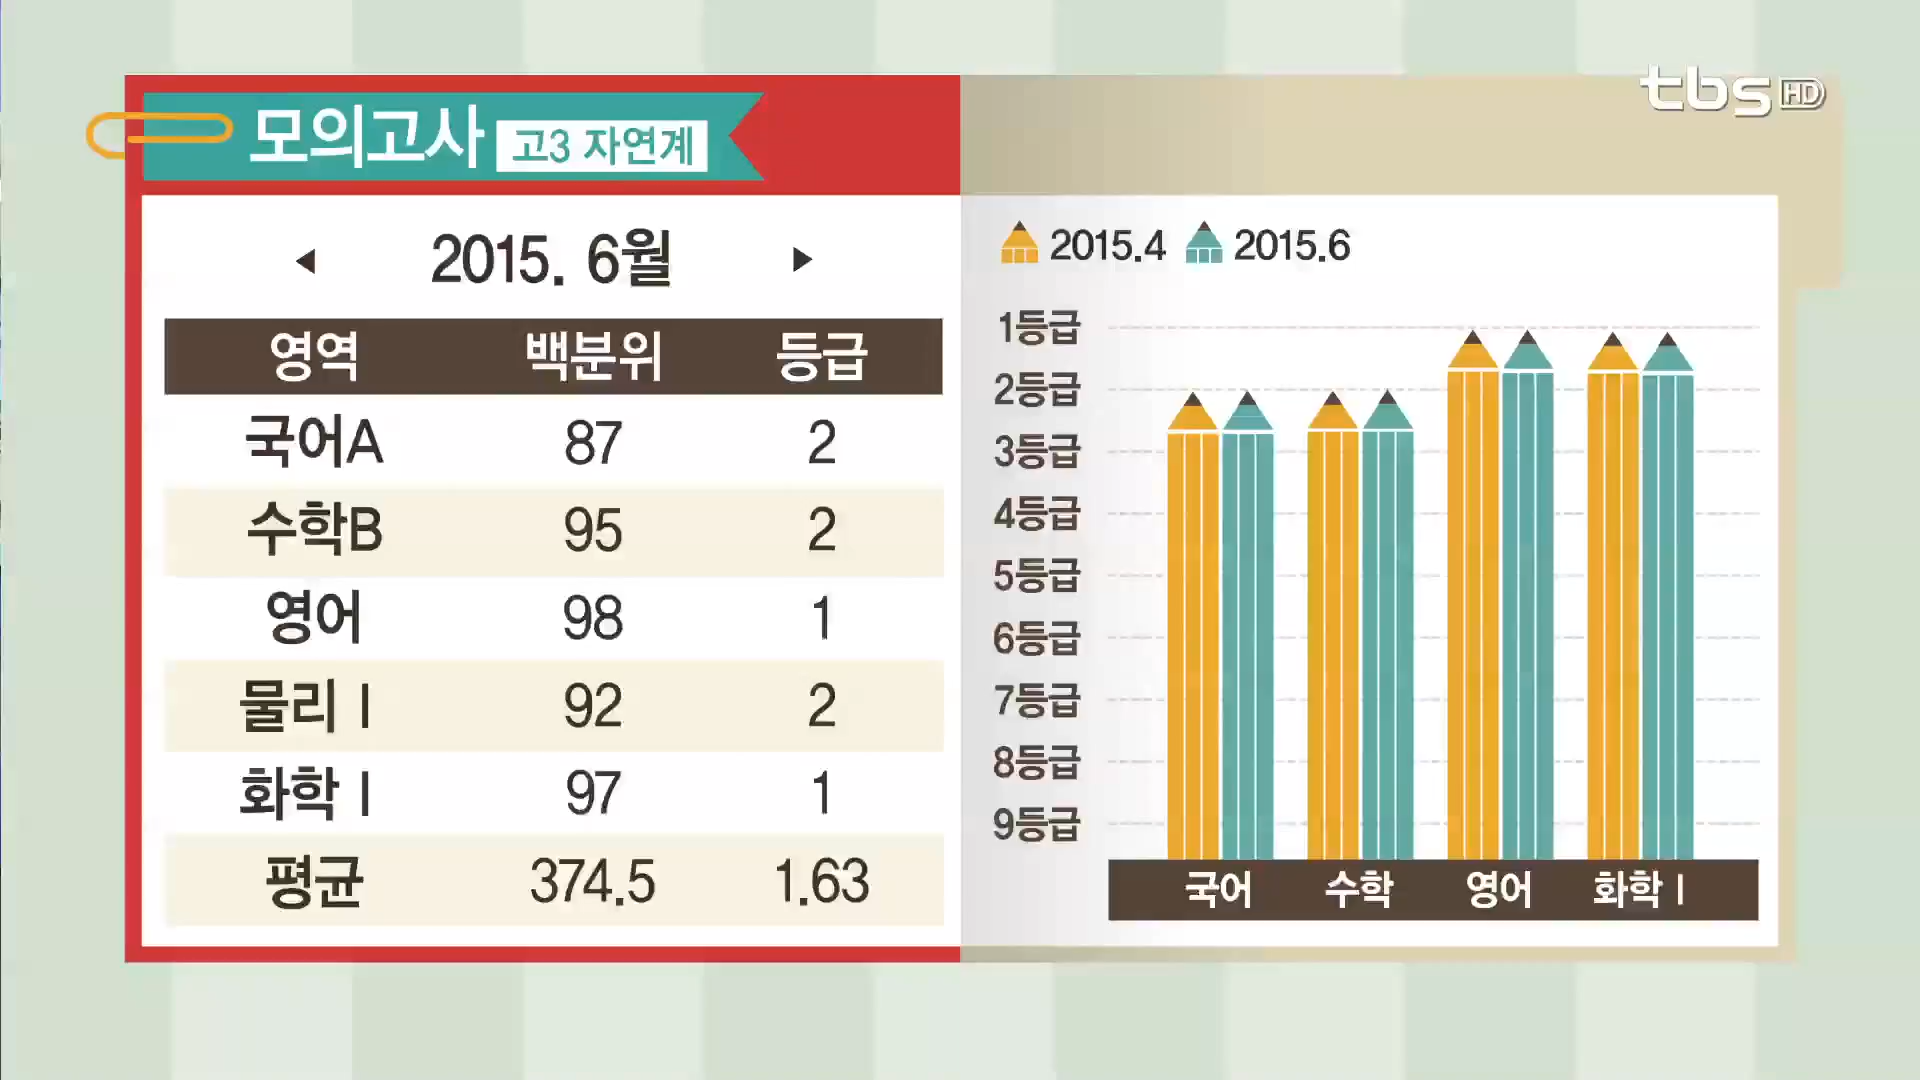 tbs HD
모의고사 고3 자연계
◀ 2015. 6월 ▶
영역 백분위 등급
국어A 87 2
수학B 95 2
영어 98 1
물리Ⅰ 92 2
화학Ⅰ 97 1
평균 374.5 1.63
2015.4 2015.6
1등급
2등급
3등급
4등급
5등급
6등급
7등급
8등급
9등급
국어 수학 영어 화학Ⅰ